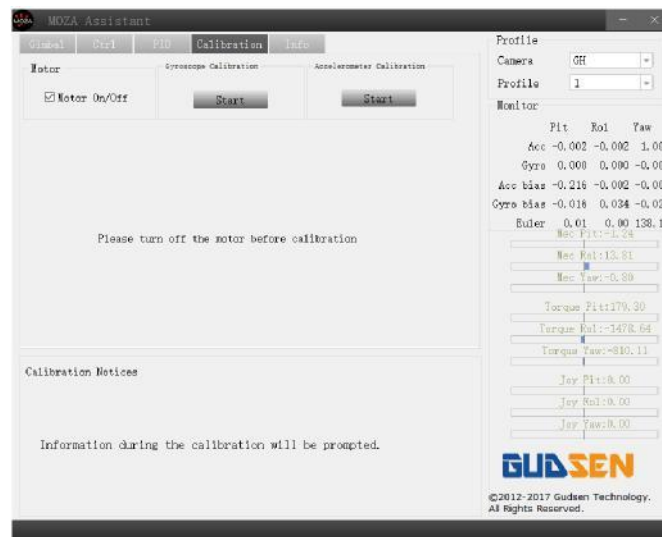 MOZA Assistant
Gimbal Ctrl PID Calibration Info
Motor
Motor On/Off
Gyroscope Calibration
Start
Accelerometer Calibration
Start
Please turn off the motor before calibration
Calibration Notices
Information during the calibration will be prompted.
Profile
Camera GH
Profile 1
Monitor
Pit Rol Yaw
Acc -0.002 -0.002 1.00
Gyro 0.000 0.000 -0.00
Acc bias -0.216 -0.002 -0.00
Gyro bias -0.016 0.034 -0.02
Euler 0.01 0.00 138.1
Mec Pit:-1.24
Mec Rol:13.81
Mec Yaw:-0.80
Torque Pit:179.30
Torque Rol:-1478.64
Torque Yaw:-810.11
Joy Pit:0.00
Joy Rol:0.00
Joy Yaw:0.00
GUDSEN
©2012-2017 Gudsen Technology.
All Rights Reserved.